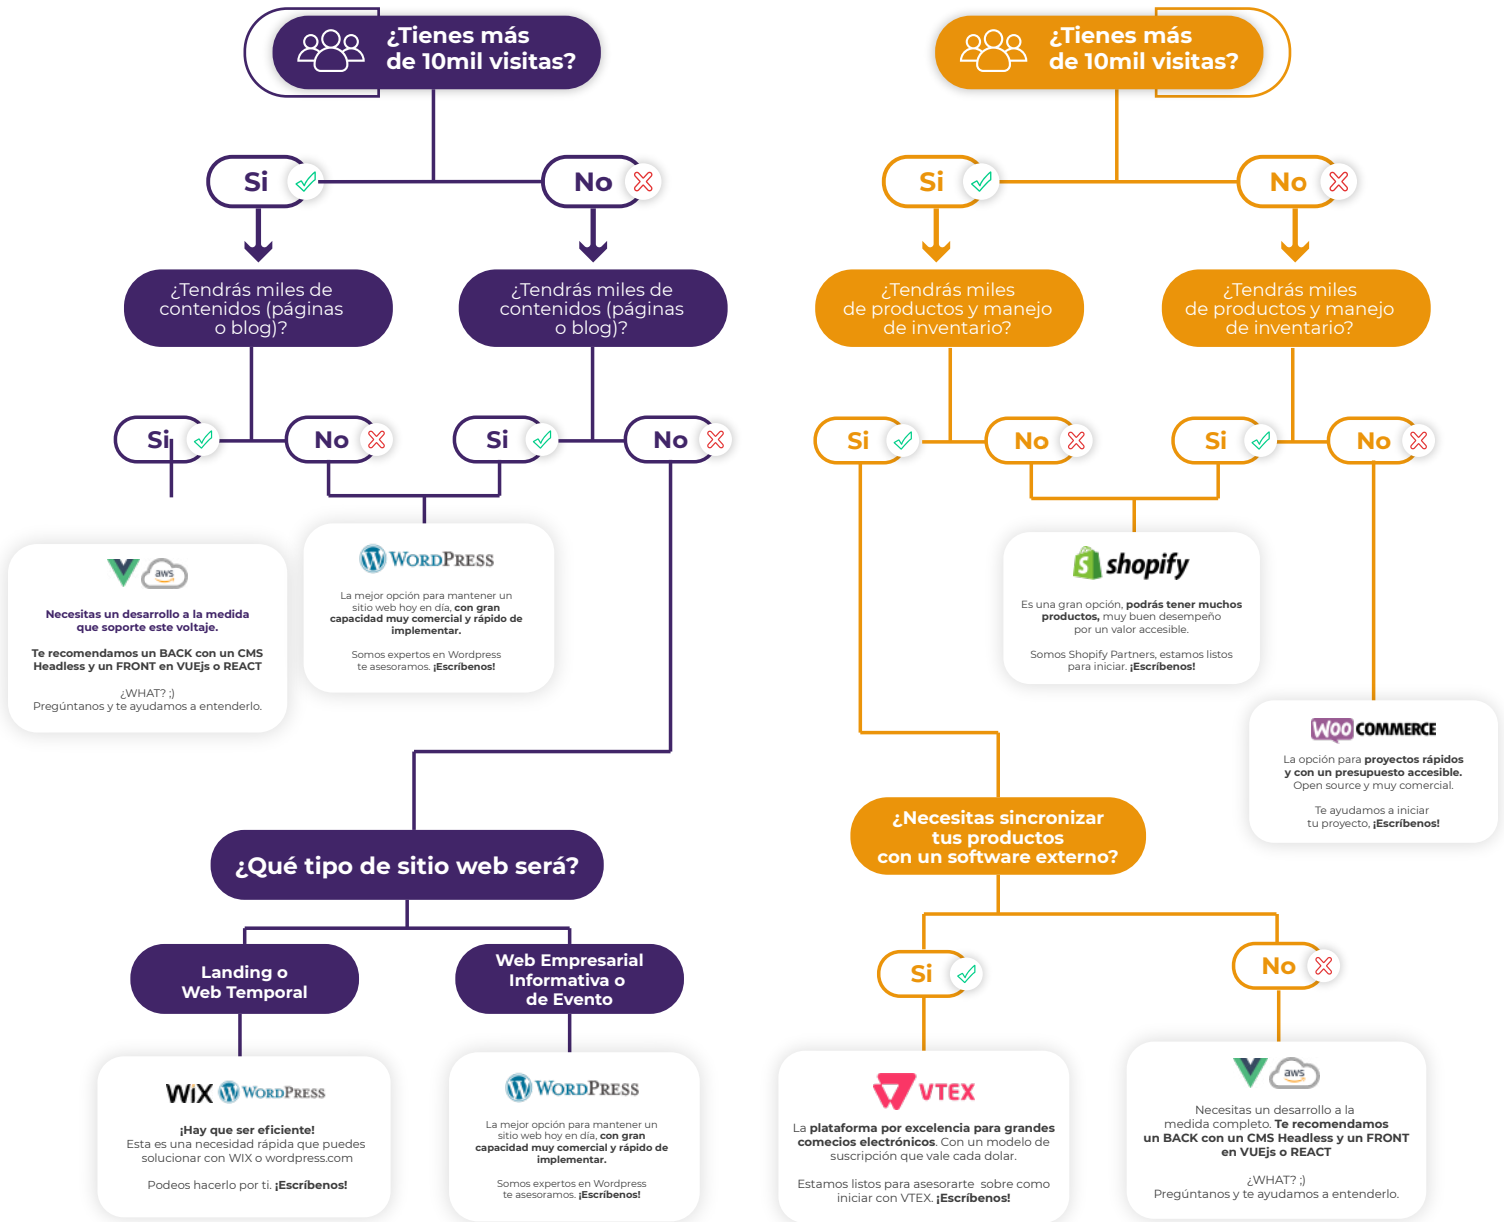 ¿Tienes más
de 10mil visitas?
Si
No
¿Tendrás miles de
contenidos (páginas
o blog)?
¿Tendrás miles de
contenidos (páginas
o blog)?
Si
No
Si
No
aws
Necesitas un desarrollo a la medida
que soporte este voltaje.
Te recomendamos un BACK con un CMS
Headless y un FRONT en VUEjs o REACT
¿WHAT? ;)
Pregúntanos y te ayudamos a entenderlo.
WORDPRESS
La mejor opción para mantener un
sitio web hoy en día, con gran
capacidad muy comercial y rápido de
implementar.
Somos expertos en Wordpress
te asesoramos. ¡Escríbenos!
¿Qué tipo de sitio web será?
Landing o
Web Temporal
Web Empresarial
Informativa o
de Evento
WiX WORDPRESS
¡Hay que ser eficiente!
Esta es una necesidad rápida que puedes
solucionar con WIX o wordpress.com
Podeos hacerlo por ti. ¡Escríbenos!
WORDPRESS
La mejor opción para mantener un
sitio web hoy en día, con gran
capacidad muy comercial y rápido de
implementar.
Somos expertos en Wordpress
te asesoramos. ¡Escríbenos!
¿Tienes más
de 10mil visitas?
Si
No
¿Tendrás miles
de productos y manejo
de inventario?
¿Tendrás miles
de productos y manejo
de inventario?
Si
No
Si
No
shopify
Es una gran opción, podrás tener muchos
productos, muy buen desempeño
por un valor accesible.
Somos Shopify Partners, estamos listos
para iniciar. ¡Escríbenos!
WOO COMMERCE
La opción para proyectos rápidos
y con un presupuesto accesible.
Open source y muy comercial.
Te ayudamos a iniciar
tu proyecto, ¡Escríbenos!
¿Necesitas sincronizar
tus productos
con un software externo?
Si
No
VTEX
La plataforma por excelencia para grandes
comecios electrónicos. Con un modelo de
suscripción que vale cada dolar.
Estamos listos para asesorarte sobre como
iniciar con VTEX. ¡Escríbenos!
aws
Necesitas un desarrollo a la
medida completo. Te recomendamos
un BACK con un CMS Headless y un FRONT
en VUEjs o REACT
¿WHAT? ;)
Pregúntanos y te ayudamos a entenderlo.